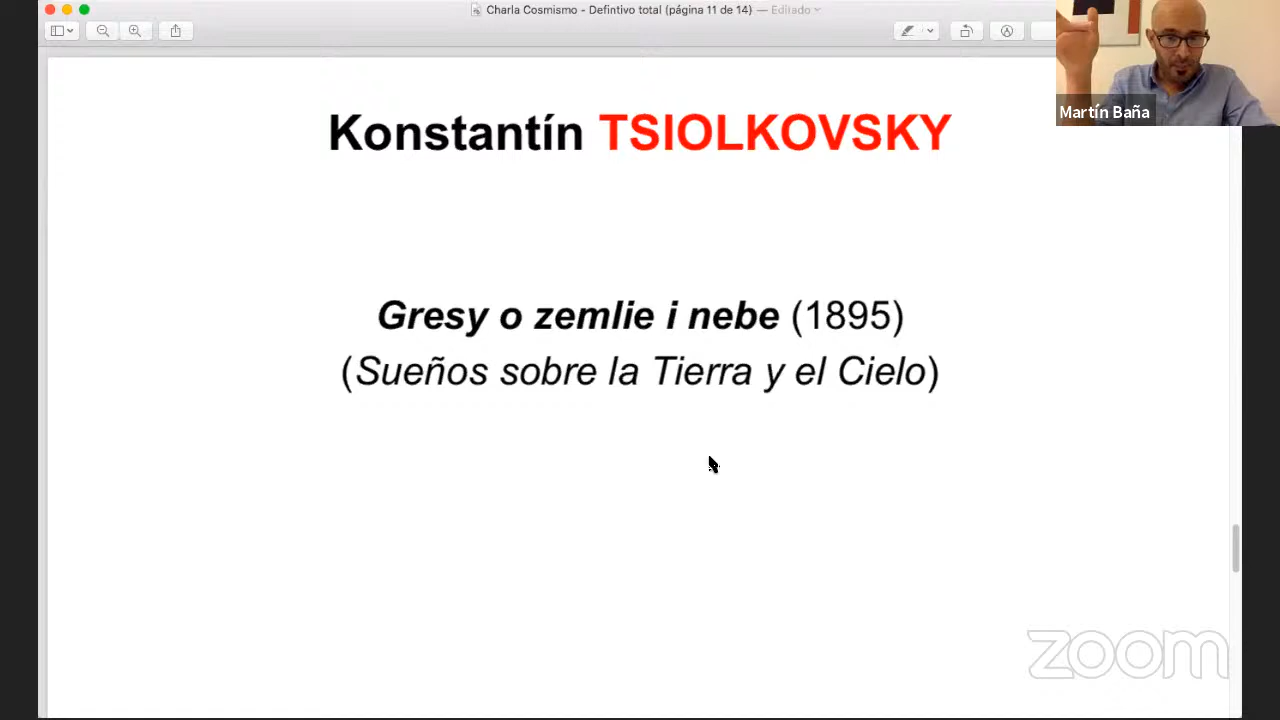 Charla Cosmismo - Defintivo total (página 11 de 14) — Editado
Martín Baña
Konstantín TSIOLKOVSKY
Gresy o zemlie i nebe (1895)
(Sueños sobre la Tierra y el Cielo)
zoom